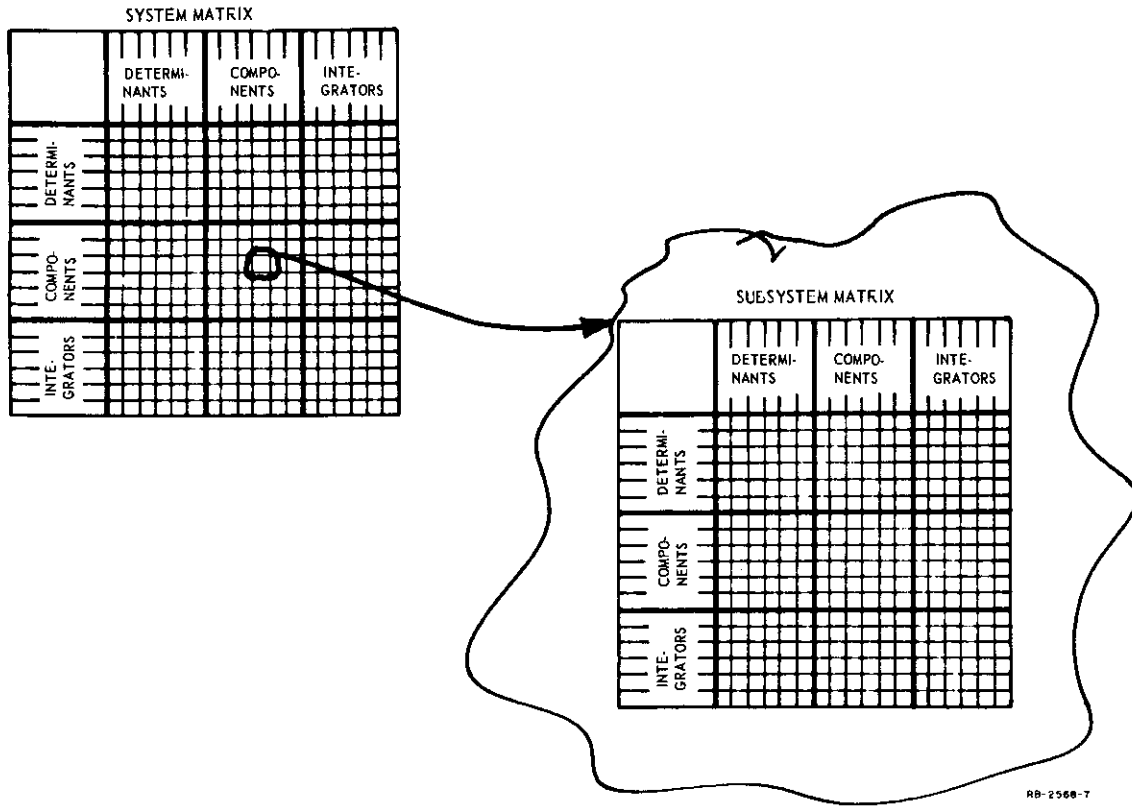 SYSTEM MATRIX
DETERMI-
NANTS
COMPO-
NENTS
INTE-
GRATORS
DETERMI-
NANTS
COMPO-
NENTS
INTE-
GRATORS
SUBSYSTEM MATRIX
DETERMI-
NANTS
COMPO-
NENTS
INTE-
GRATORS
DETERMI-
NANTS
COMPO-
NENTS
INTE-
GRATORS
RB-2568-7